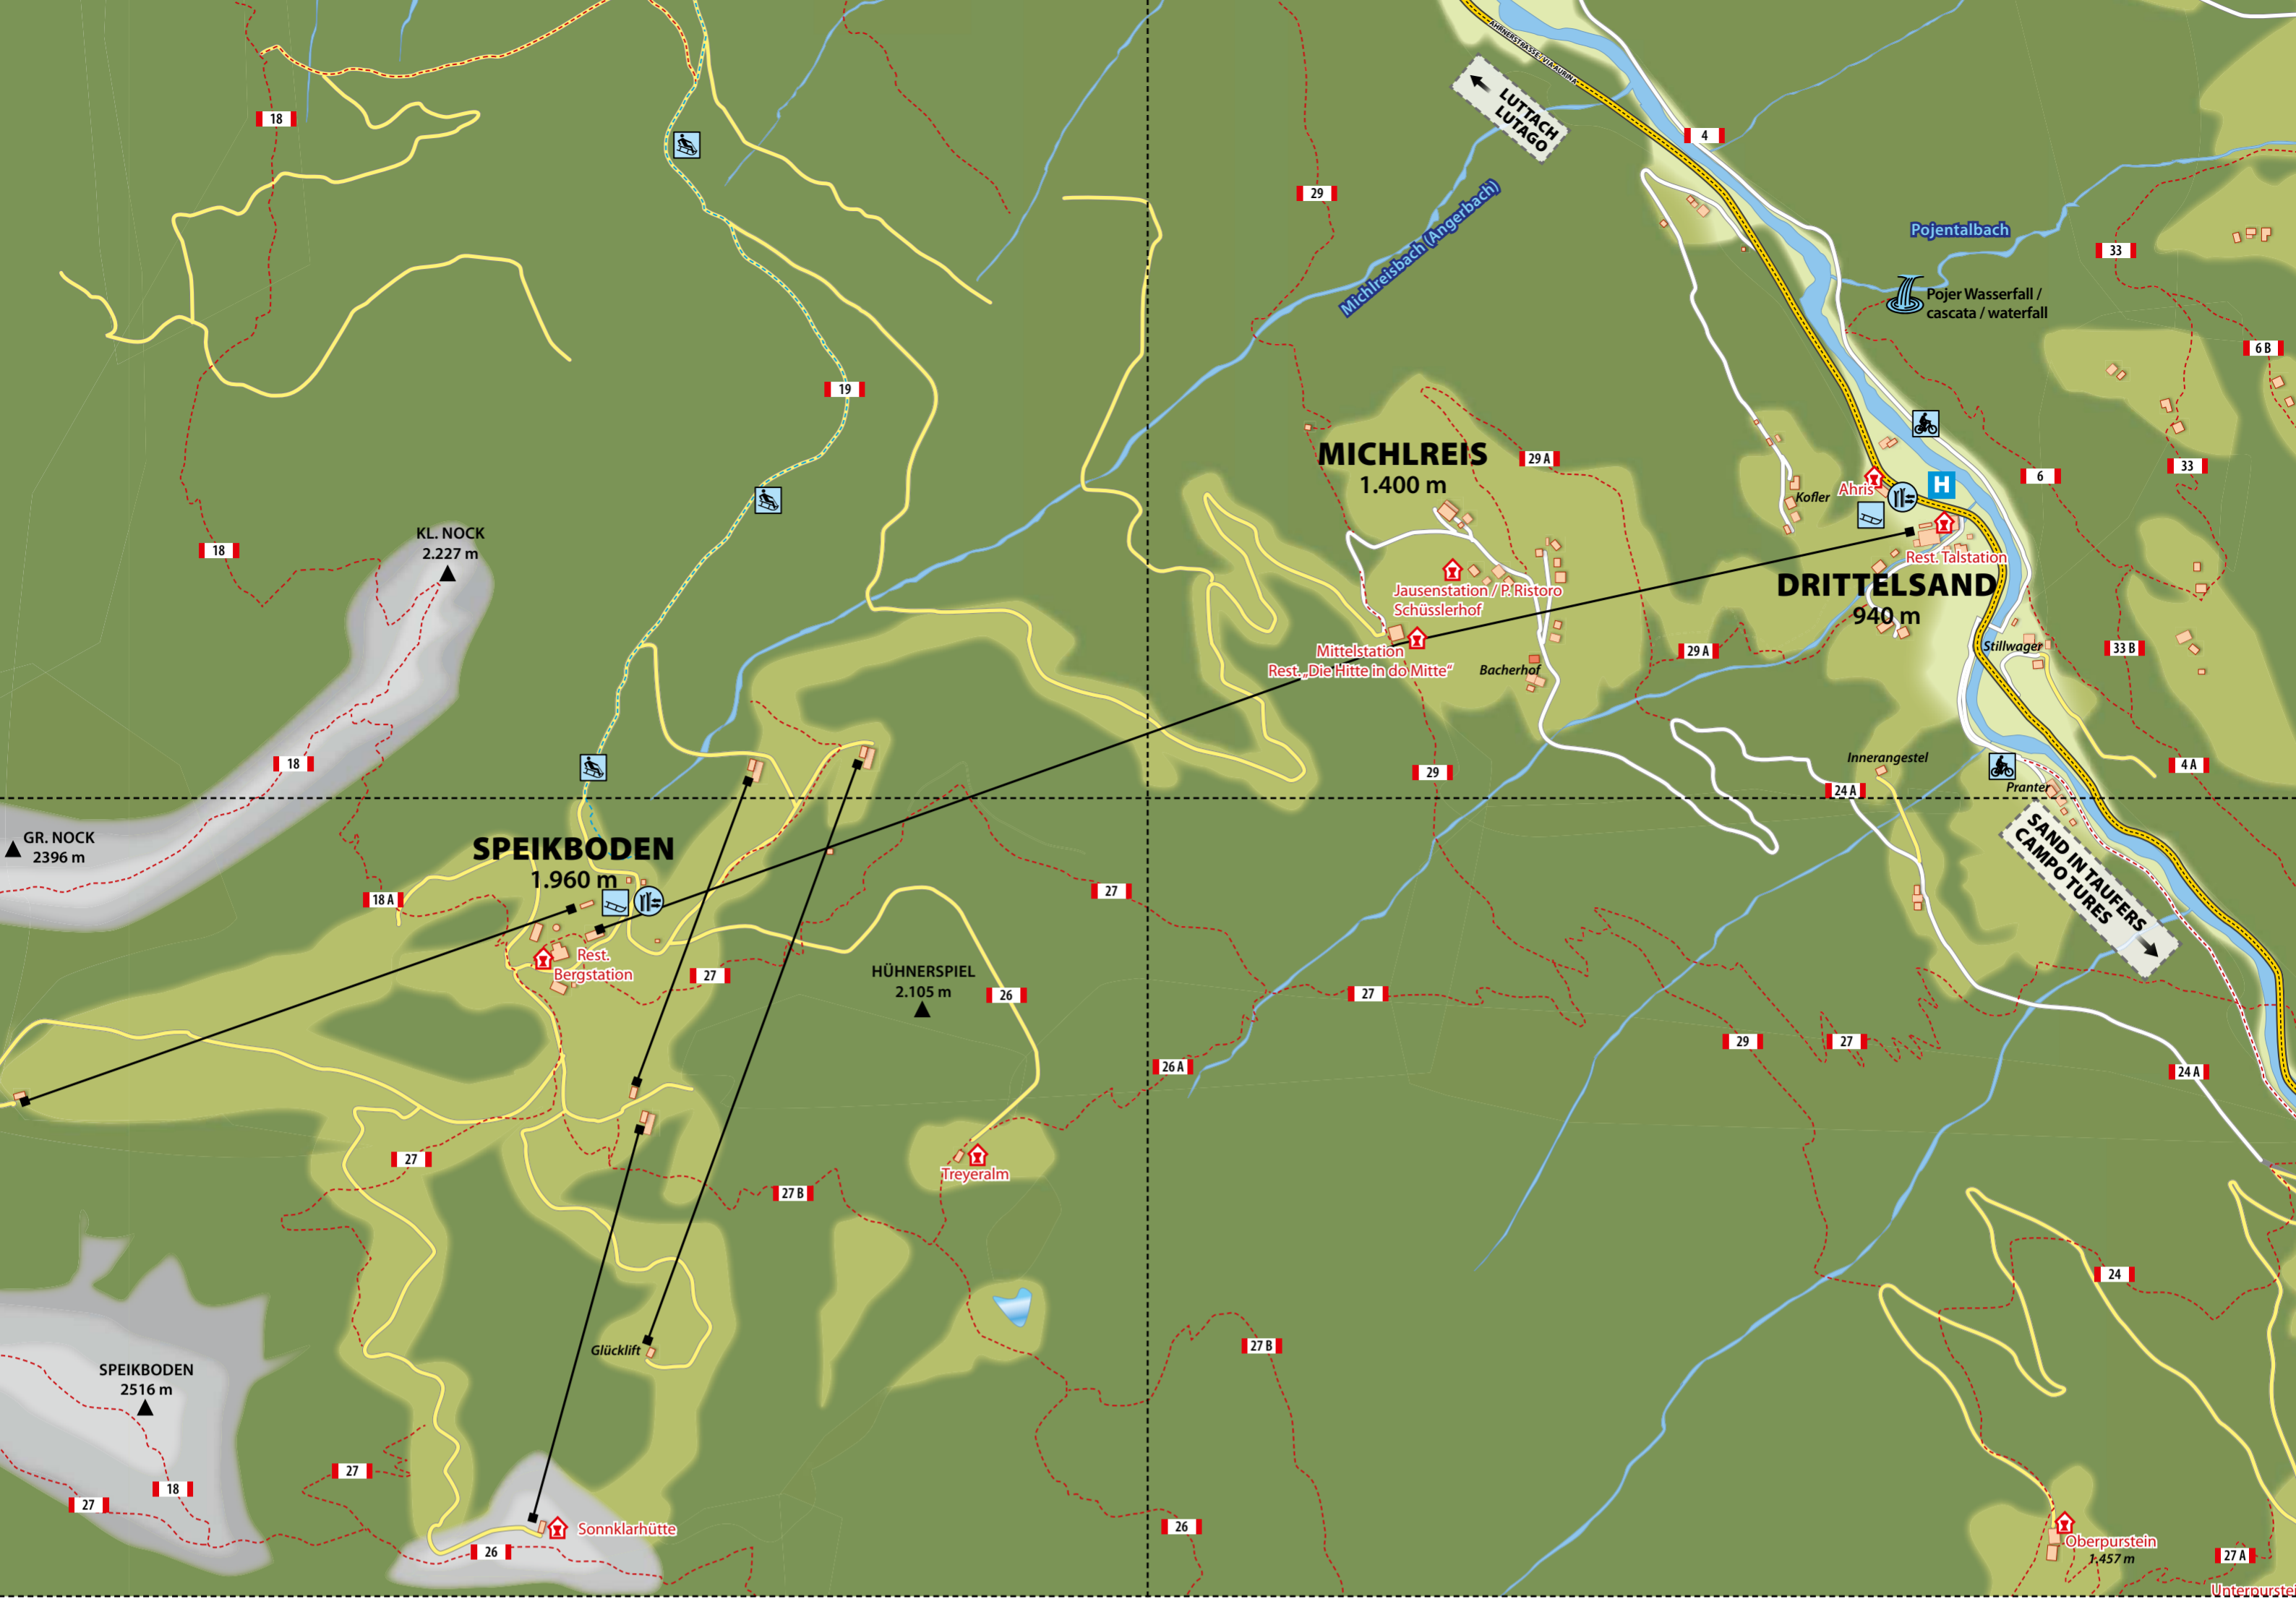 AHRNERSTRASSE / VIA AURINA
LUTTACH
LUTAGO
18
4
29
Michlreisbach (Angerbach)
Pojentalbach
33
Pojer Wasserfall /
cascata / waterfall
6 B
19
MICHLREIS
1.400 m
29 A
33
6
6
H
Ahris
Kofler
KL. NOCK
2.227 m
18
Rest. Talstation
DRITTELSAND
940 m
Jausenstation / P. Ristoro
Schüsslerhof
Mittelstation
Rest. „Die Hitte in do Mitte“
Bacherhof
29 A
Stillwager
33 B
18
29
Innerangestel
4 A
24 A
Pranter
GR. NOCK
2396 m
SPEIKBODEN
1.960 m
SAND IN TAUFERS
CAMPO TURES
18 A
27
Rest.
Bergstation
27
HÜHNERSPIEL
2.105 m
26
27
29
27
26 A
24 A
27
Treyeralm
27 B
24
Glücklift
27 B
SPEIKBODEN
2516 m
27
18
27
26
Sonnklarhütte
26
Oberpurstein
1.457 m
27 A
Unterpurstei